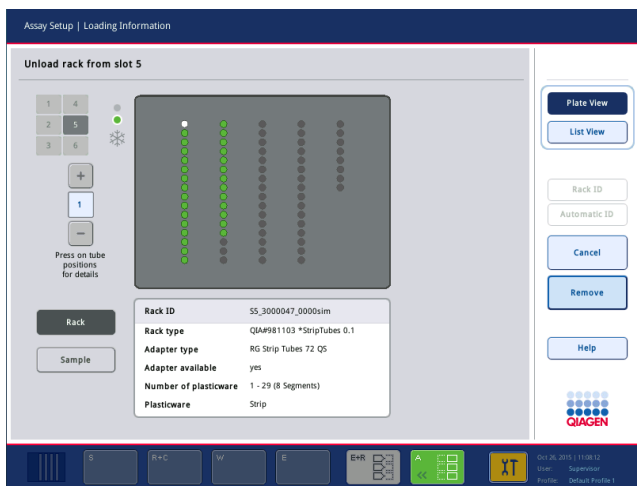 Assay Setup | Loading Information
Unload rack from slot 5
1 4
2 5
3 6
+
1
−
Press on tube
positions
for details
Rack
Sample
Rack ID S5_3000047_0000sim
Rack type QIA#981103 *StripTubes 0.1
Adapter type RG Strip Tubes 72 QS
Adapter available yes
Number of plasticware 1 - 29 (8 Segments)
Plasticware Strip
Plate View
List View
Rack ID
Automatic ID
Cancel
Remove
Help
QIAGEN
S
R+C
W
E
E+R
A
Oct 26, 2015 | 11:08:12
User: Supervisor
Profile: Default Profile 1